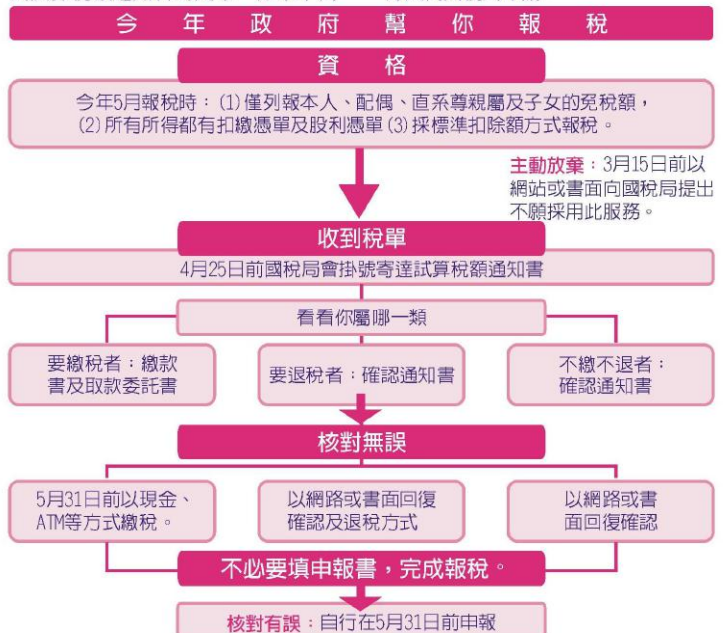 今年政府幫你報稅
資格
今年5月報稅時：(1)僅列報本人、配偶、直系尊親屬及子女的免稅額，
(2)所有所得都有扣繳憑單及股利憑單(3)採標準扣除額方式報稅。
主動放棄：3月15日前以
網站或書面向國稅局提出
不願採用此服務。
收到稅單
4月25日前國稅局會掛號寄達試算稅額通知書
看看你屬哪一類
要繳稅者：繳款
書及取款委託書
要退稅者：確認通知書
不繳不退者：
確認通知書
核對無誤
5月31日前以現金、
ATM等方式繳稅。
以網路或書面回復
確認及退稅方式
以網路或書
面回復確認
不必要填申報書，完成報稅。
核對有誤：自行在5月31日前申報